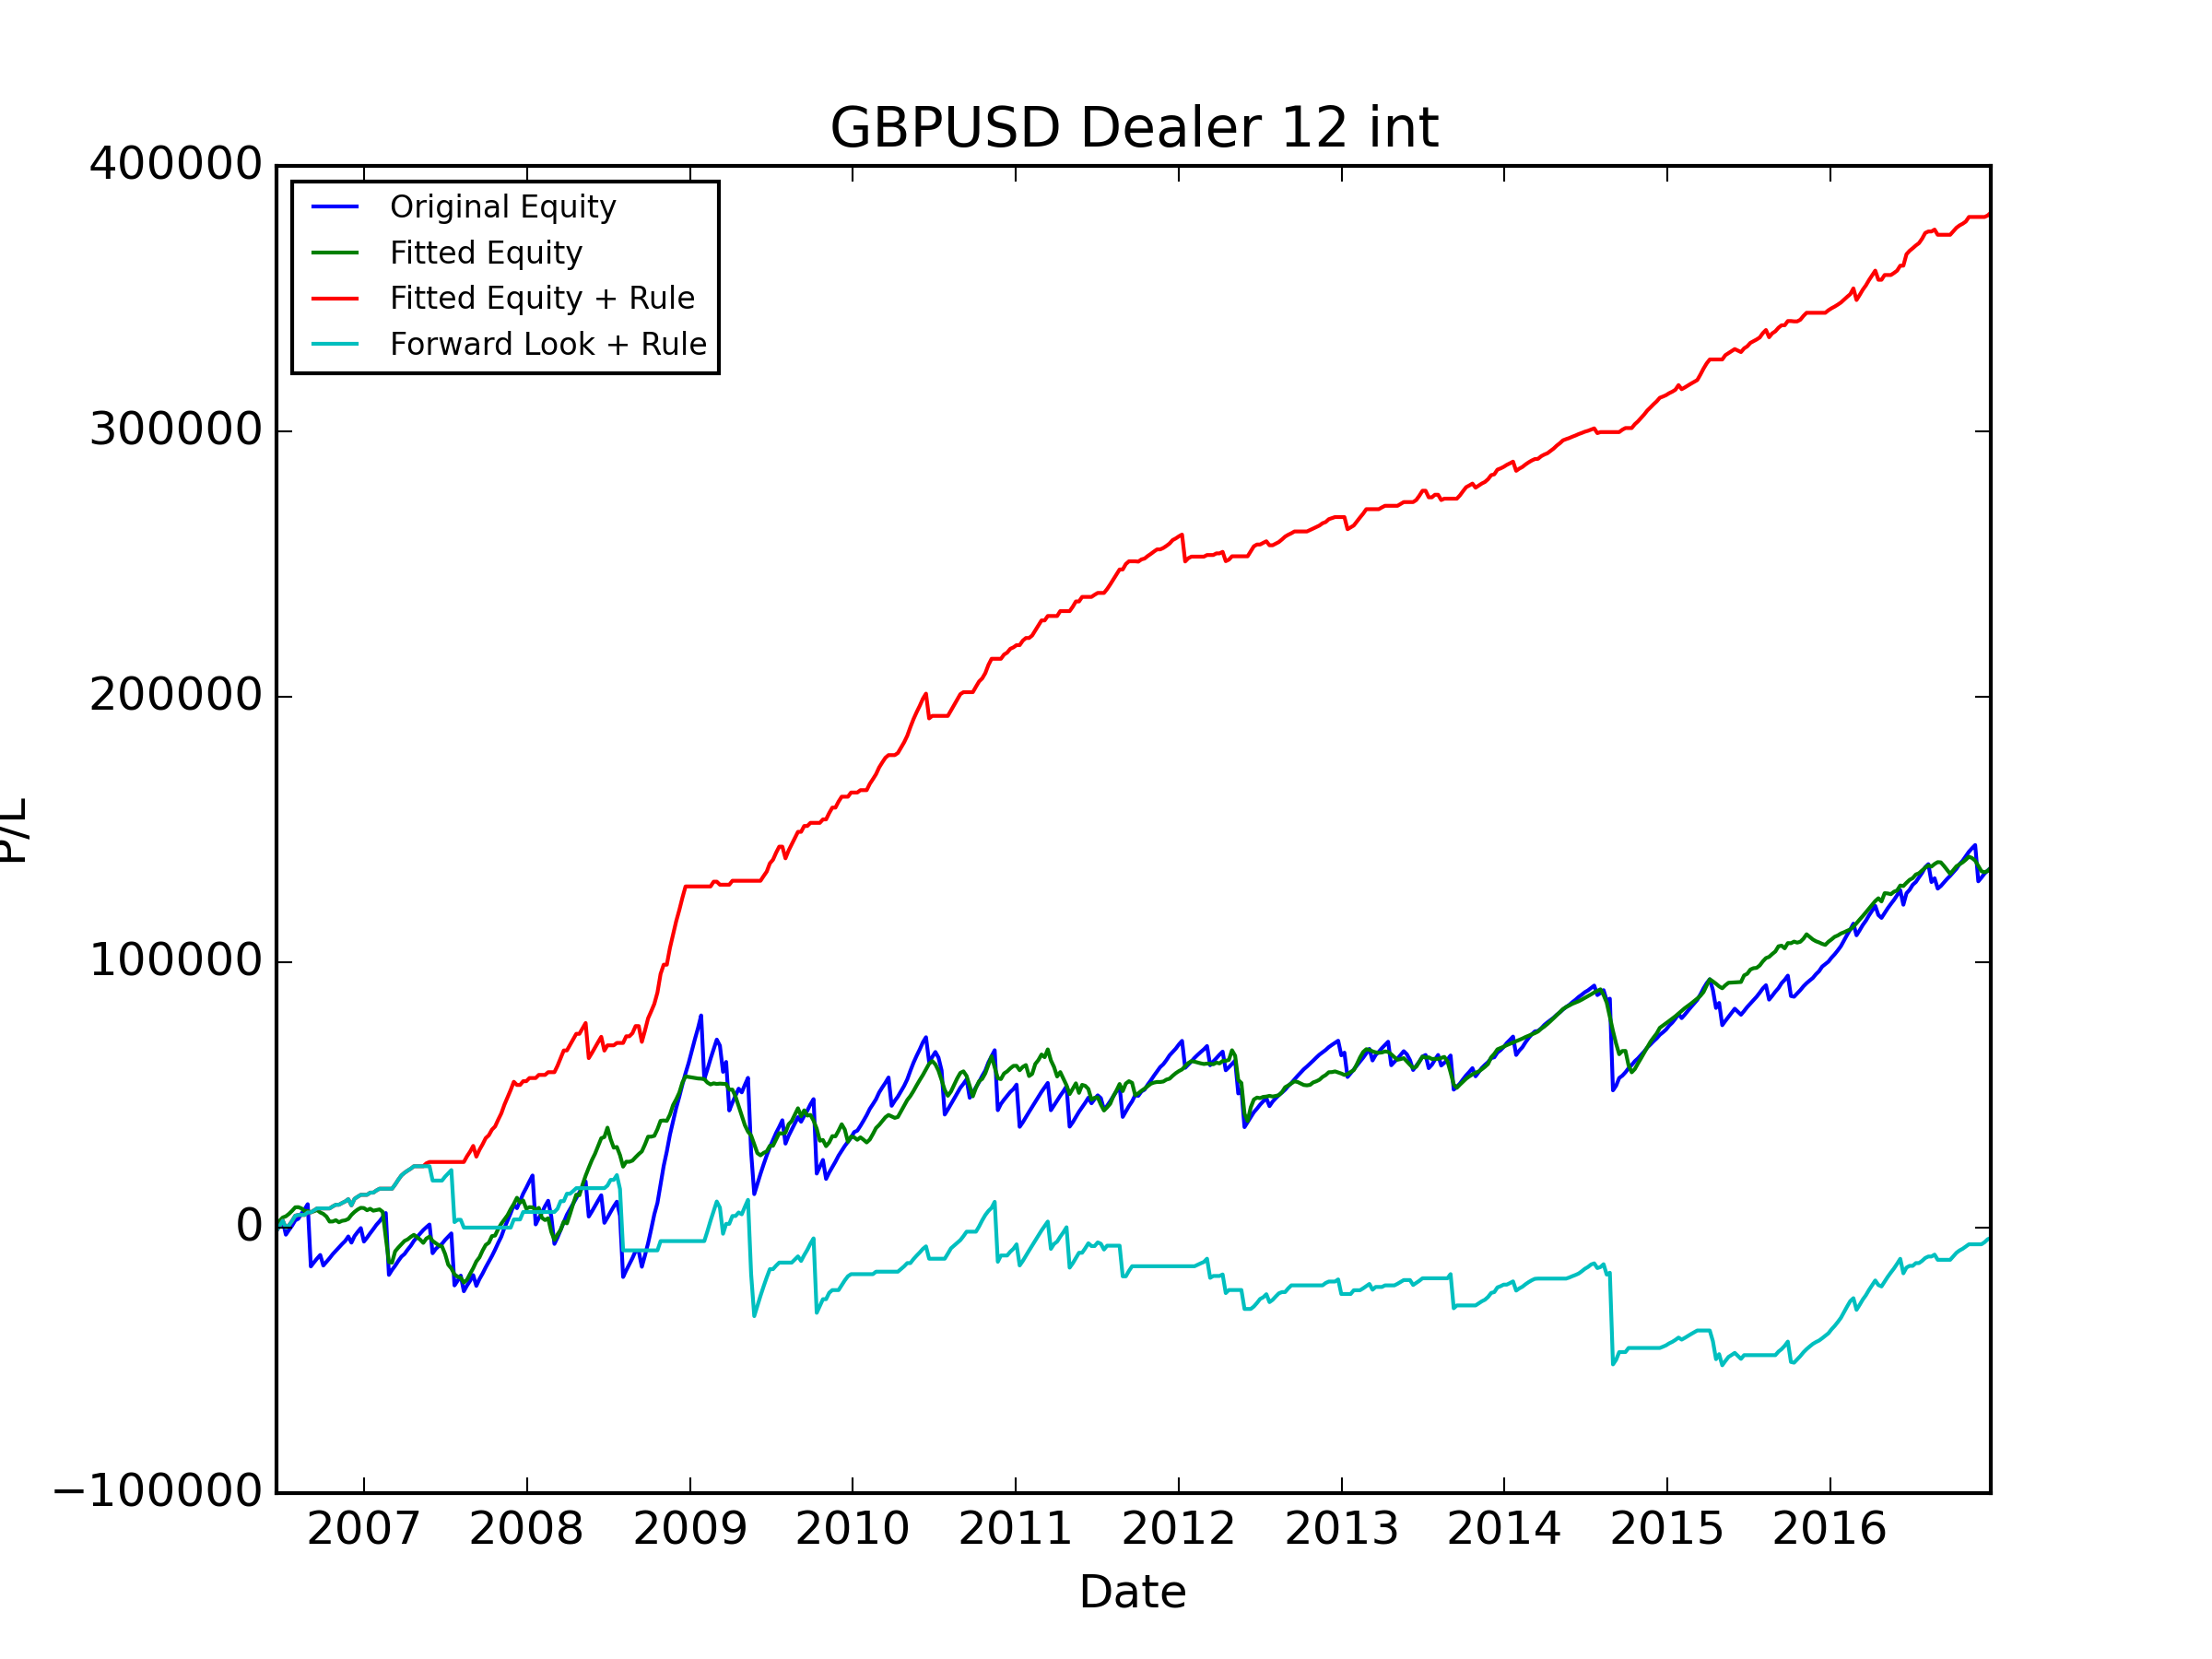 GBPUSD Dealer 12 int
400000
300000
200000
100000
0
−100000
P/L
Original Equity
Fitted Equity
Fitted Equity + Rule
Forward Look + Rule
2007 2008 2009 2010 2011 2012 2013 2014 2015 2016
Date